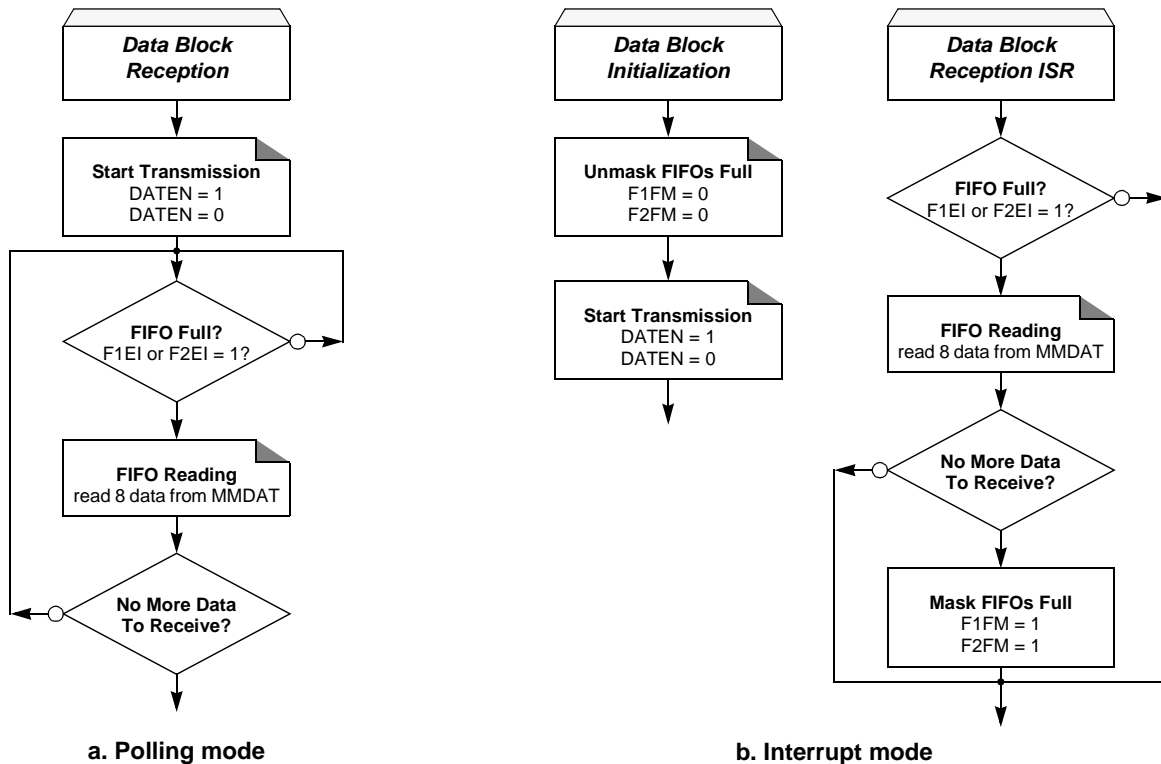 Data Block
Reception
Start Transmission
DATEN = 1
DATEN = 0
FIFO Full?
F1EI or F2EI = 1?
FIFO Reading
read 8 data from MMDAT
No More Data
To Receive?
a. Polling mode
Data Block
Initialization
Unmask FIFOs Full
F1FM = 0
F2FM = 0
Start Transmission
DATEN = 1
DATEN = 0
Data Block
Reception ISR
FIFO Full?
F1EI or F2EI = 1?
FIFO Reading
read 8 data from MMDAT
No More Data
To Receive?
Mask FIFOs Full
F1FM = 1
F2FM = 1
b. Interrupt mode